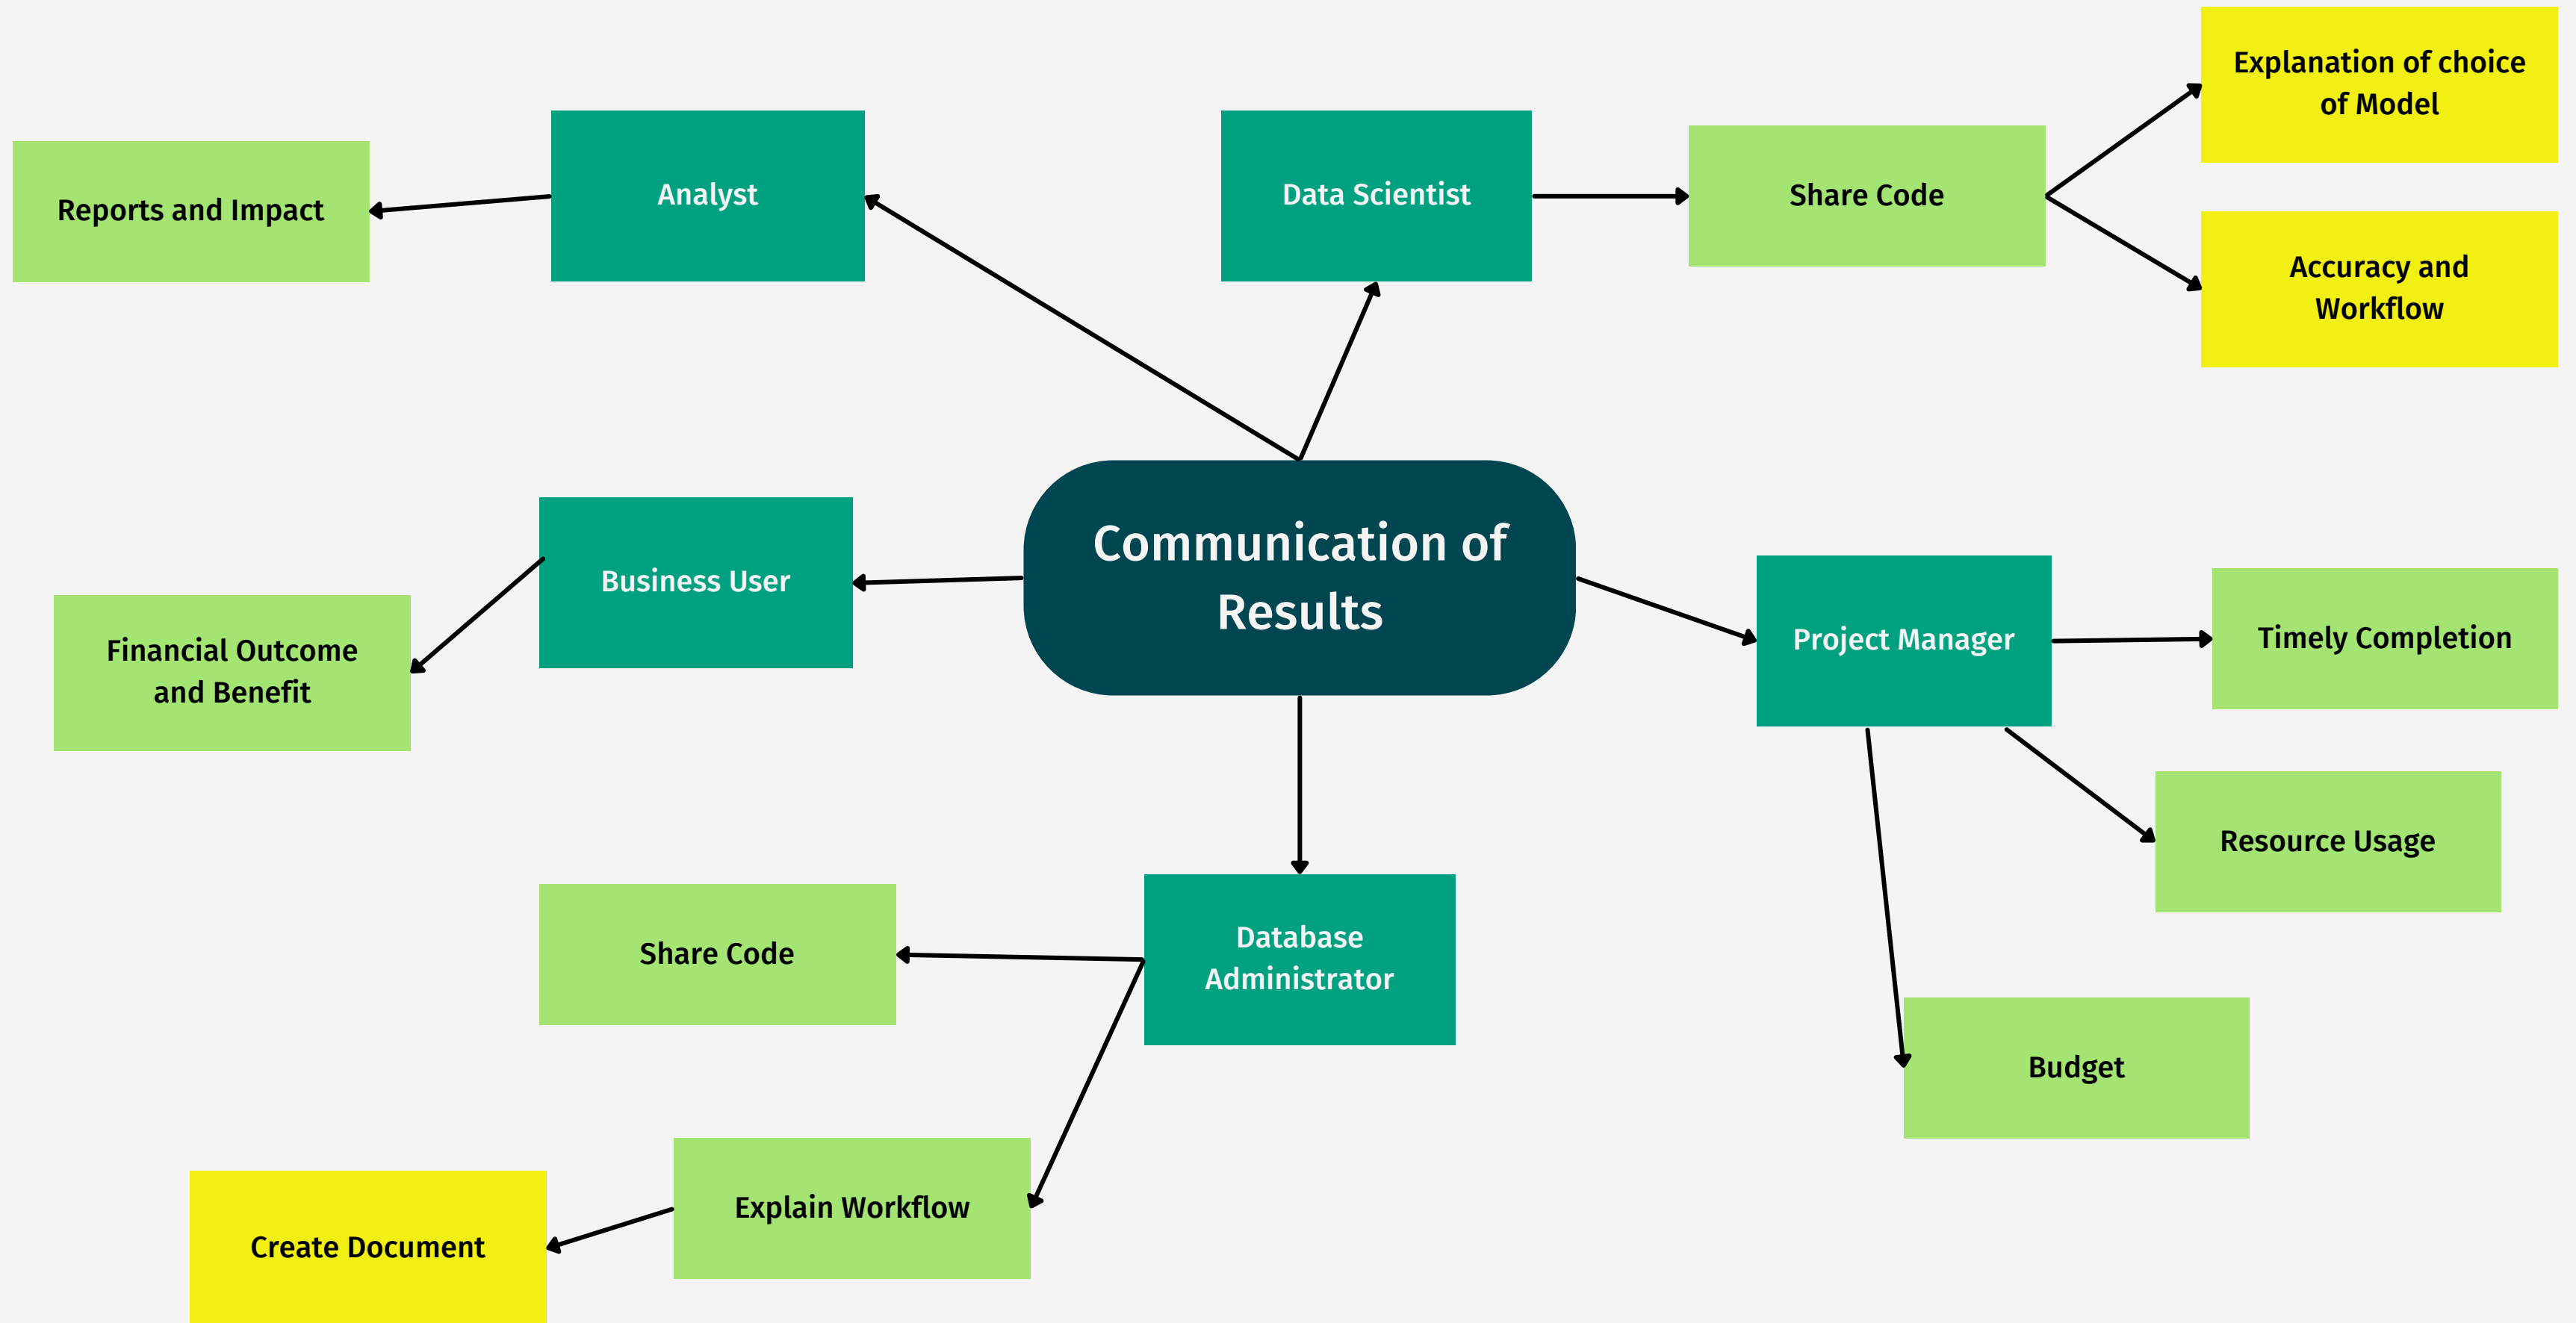 Explanation of choice
of Model
Analyst
Data Scientist
Share Code
Reports and Impact
Accuracy and
Workflow
Communication of
Results
Business User
Project Manager
Timely Completion
Financial Outcome
and Benefit
Resource Usage
Share Code
Database
Administrator
Budget
Explain Workflow
Create Document